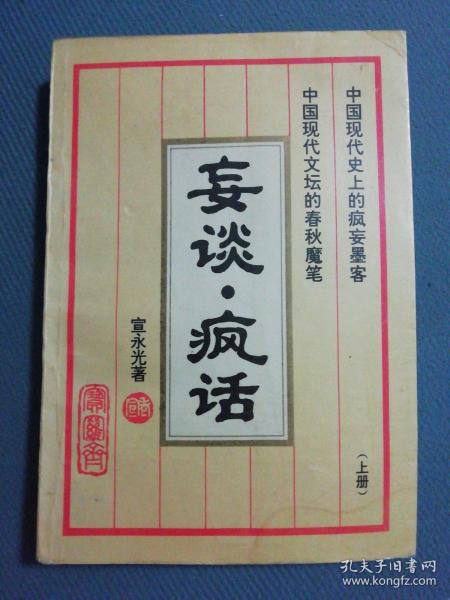 中国现代史上的疯妄墨客
中国现代文坛的春秋魔笔
妄谈·疯话
宣永光著
(上册)
孔夫子旧书网
www.kongfz.com